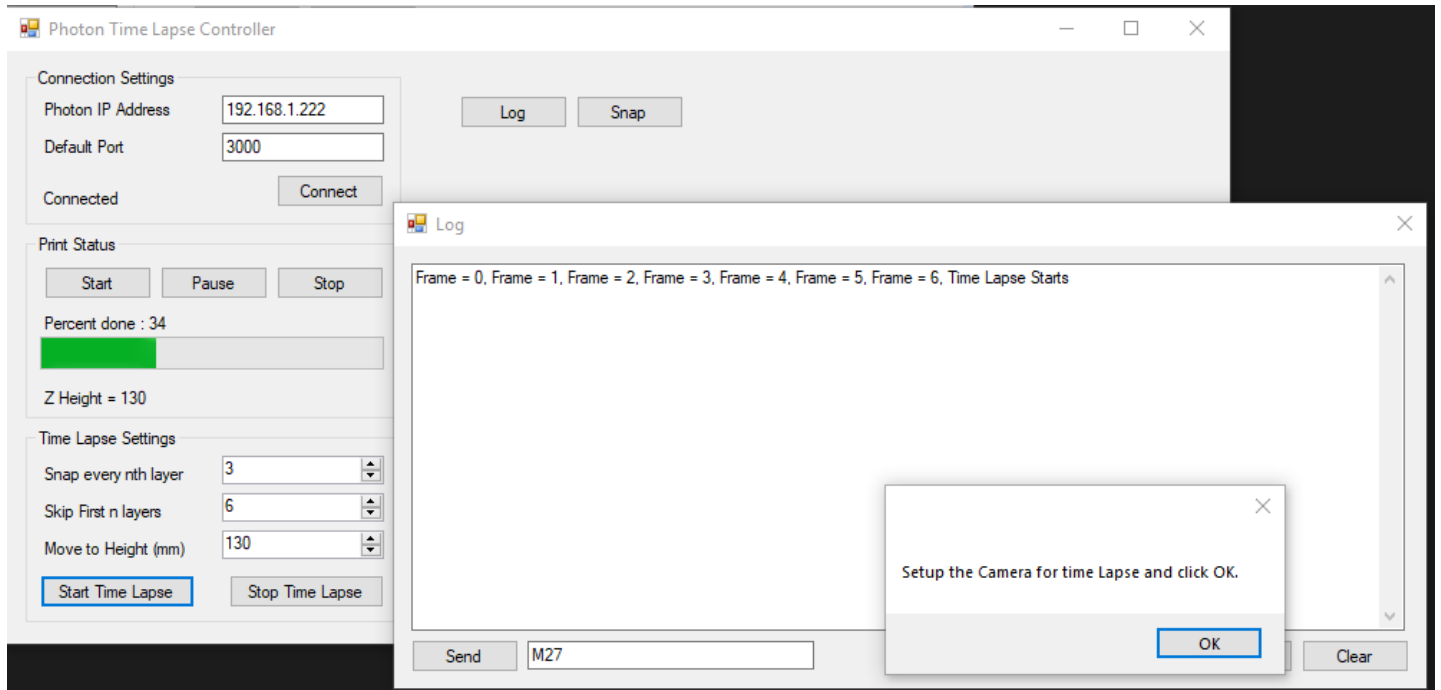 Photon Time Lapse Controller
Connection Settings
Photon IP Address 192.168.1.222
Default Port 3000
Connected Connect
Log Snap
Print Status
Start Pause Stop
Percent done : 34
Z Height = 130
Time Lapse Settings
Snap every nth layer 3
Skip First n layers 6
Move to Height (mm) 130
Start Time Lapse Stop Time Lapse
Log
Frame = 0, Frame = 1, Frame = 2, Frame = 3, Frame = 4, Frame = 5, Frame = 6, Time Lapse Starts
Send M27 Clear
Setup the Camera for time Lapse and click OK.
OK